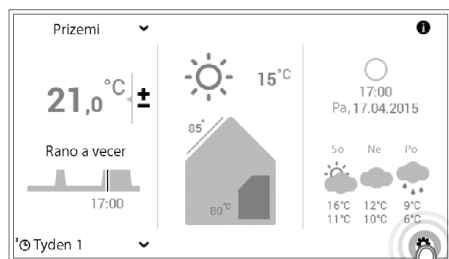 Prizemi
21,0 °C ±
Rano a vecer
17:00
¹ Tyden 1
15°C
85°
80°C
17:00
Pa, 17.04.2015
So Ne Po
16°C 12°C 9°C
11°C 10°C 6°C